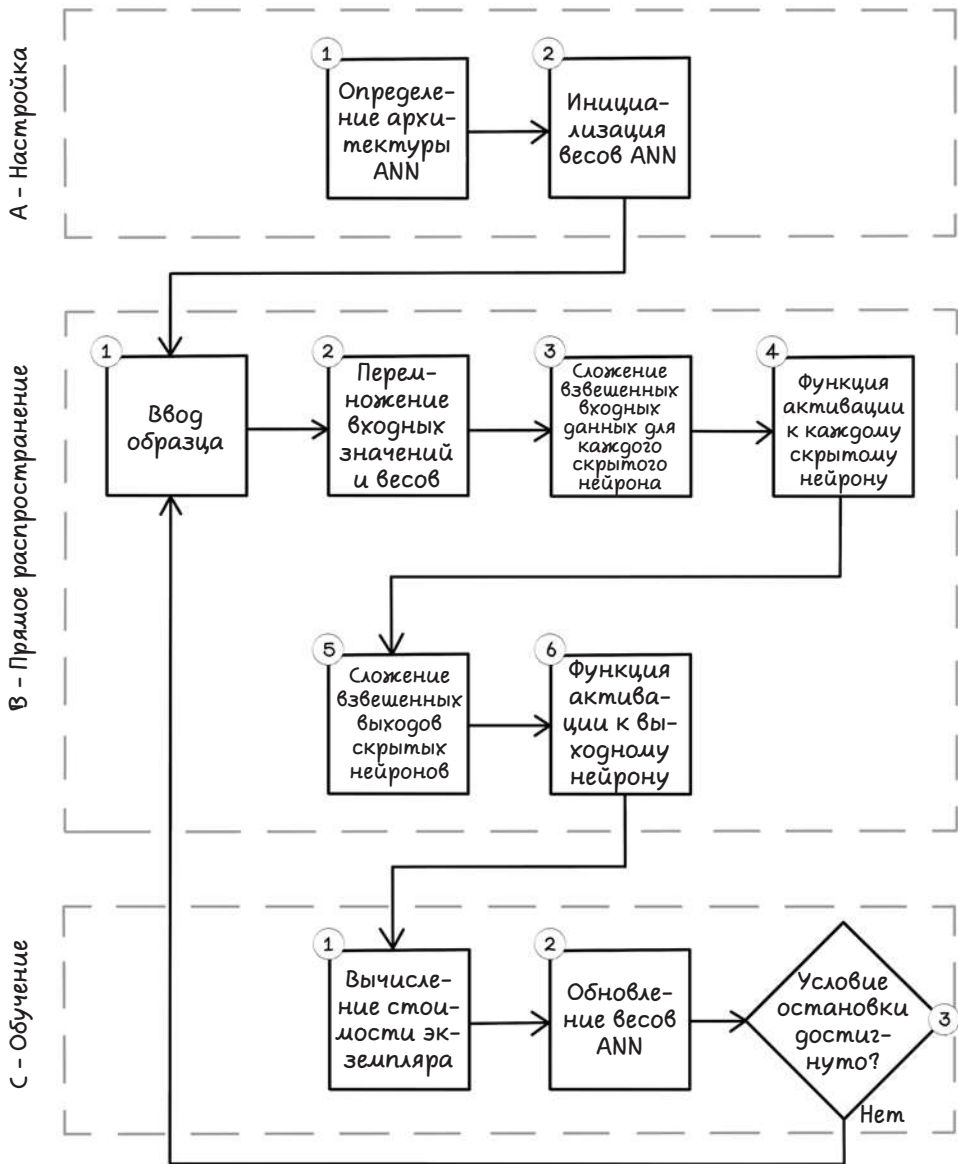 A - Настройка
1
Определе-
ние архи-
тектуры
ANN
2
Инициа-
лизация
весов ANN
B - Прямое распространение
1
Ввод
образца
2
Перем-
ножение
входных
значений
и весов
3
Сложение
взвешенных
входных
данных для
каждого
скрытого
нейрона
4
Функция
активации
к каждому
скрытому
нейрону
5
Сложение
взвешенных
выходов
скрытых
нейронов
6
Функция
актива-
ции к вы-
ходному
нейрону
C - Обучение
1
Вычисле-
ние стои-
мости эк-
земпляра
2
Обновле-
ние весов
ANN
Условие
остановки
достиг-
нуто?
3
Нет